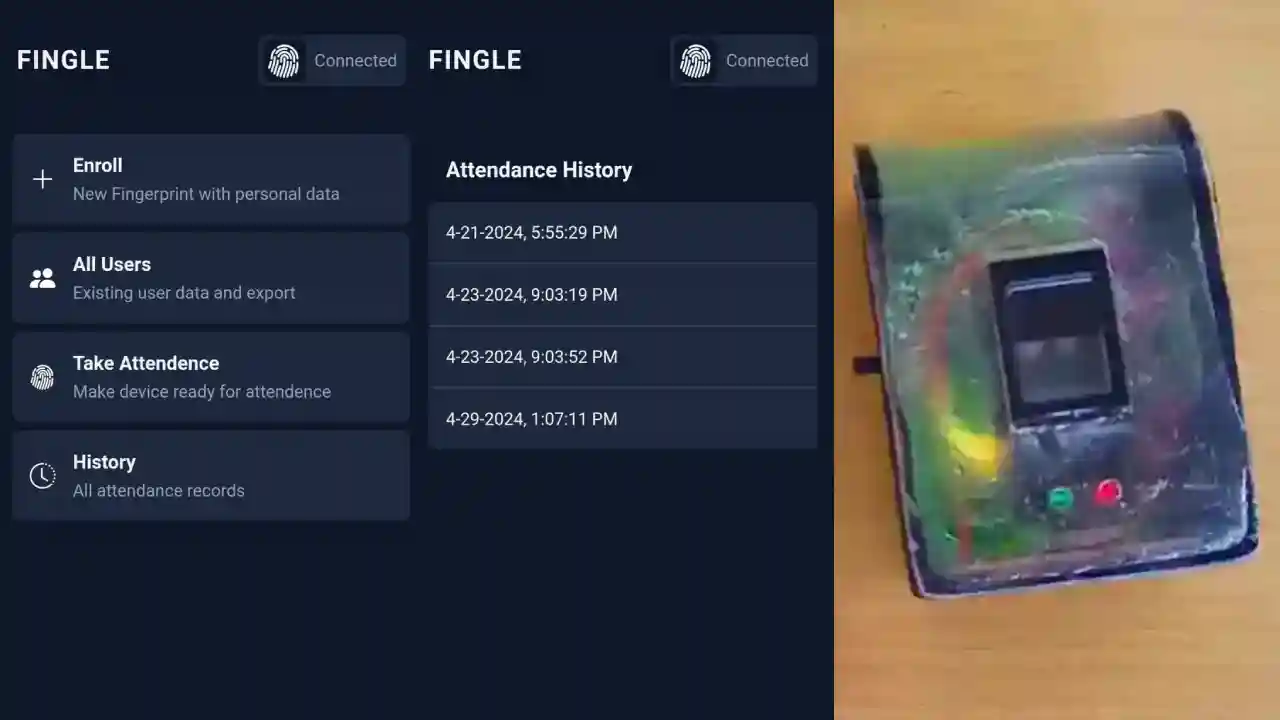 FINGLE
Connected
Enroll
New Fingerprint with personal data
All Users
Existing user data and export
Take Attendence
Make device ready for attendence
History
All attendance records
FINGLE
Connected
Attendance History
4-21-2024, 5:55:29 PM
4-23-2024, 9:03:19 PM
4-23-2024, 9:03:52 PM
4-29-2024, 1:07:11 PM